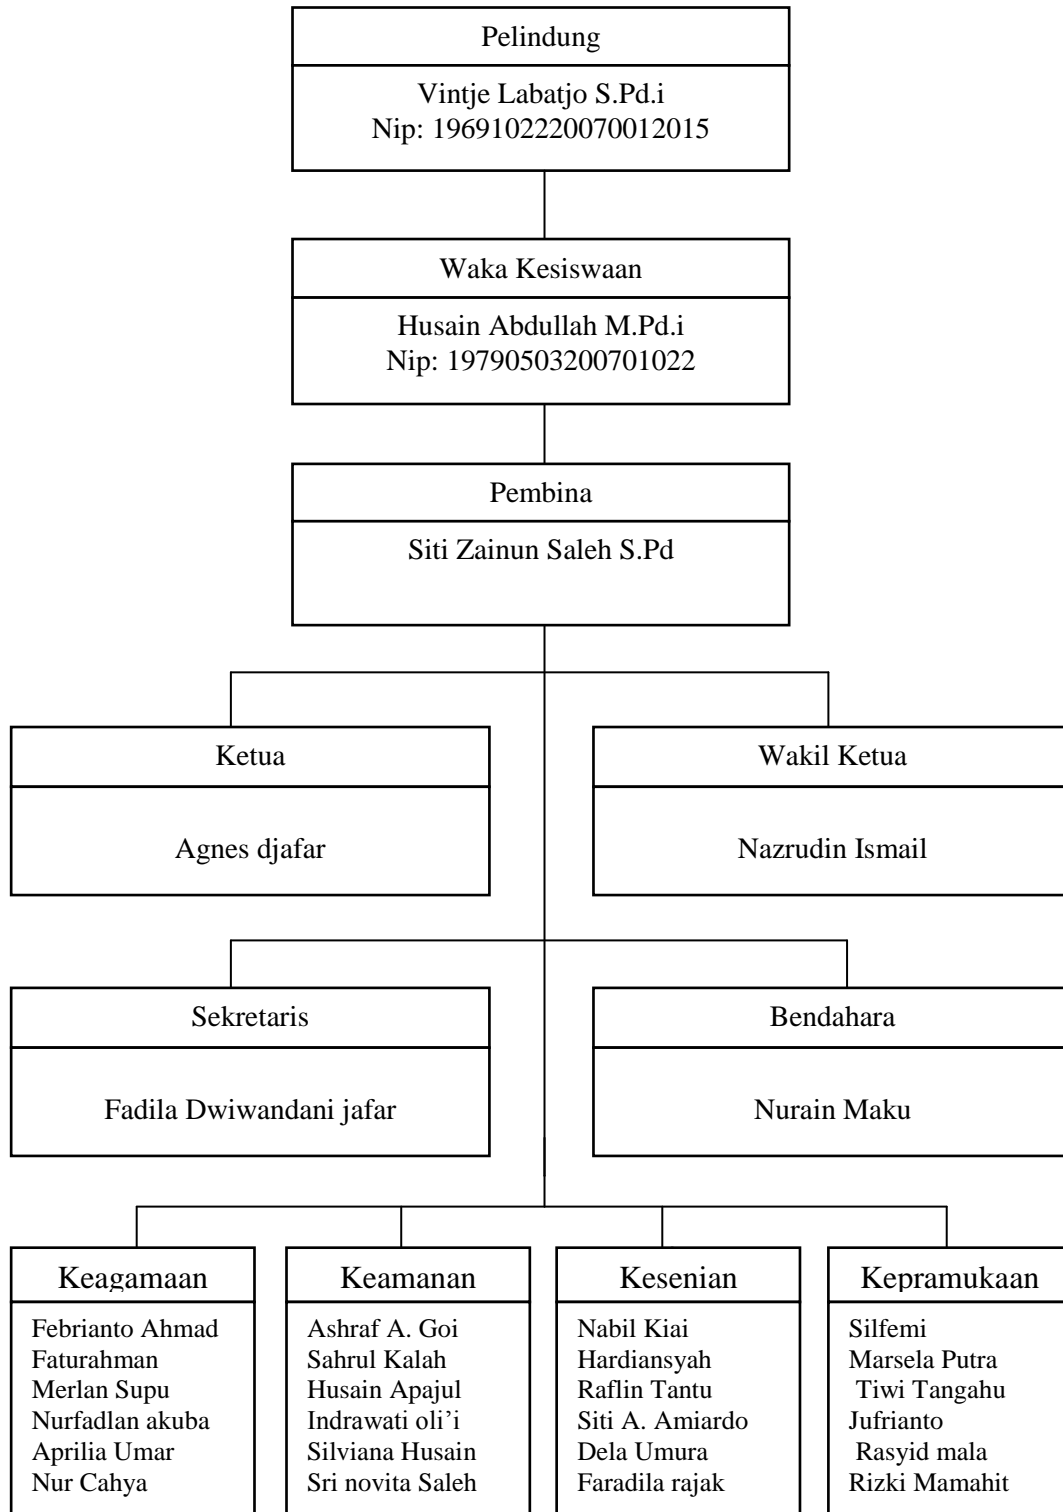 Pelindung
Vintje Labatjo S.Pd.i
Nip: 1969102220070012015
Waka Kesiswaan
Husain Abdullah M.Pd.i
Nip: 19790503200701022
Pembina
Siti Zainun Saleh S.Pd
Ketua
Agnes djafar
Wakil Ketua
Nazrudin Ismail
Sekretaris
Fadila Dwiwandani jafar
Bendahara
Nurain Maku
Keagamaan
Febrianto Ahmad
Faturahman
Merlan Supu
Nurfadlan akuba
Aprilia Umar
Nur Cahya
Keamanan
Ashraf A. Goi
Sahrul Kalah
Husain Apajul
Indrawati oli’i
Silviana Husain
Sri novita Saleh
Kesenian
Nabil Kiai
Hardiansyah
Raflin Tantu
Siti A. Amiardo
Dela Umura
Faradila rajak
Kepramukaan
Silfemi
Marsela Putra
Tiwi Tangahu
Jufrianto
Rasyid mala
Rizki Mamahit